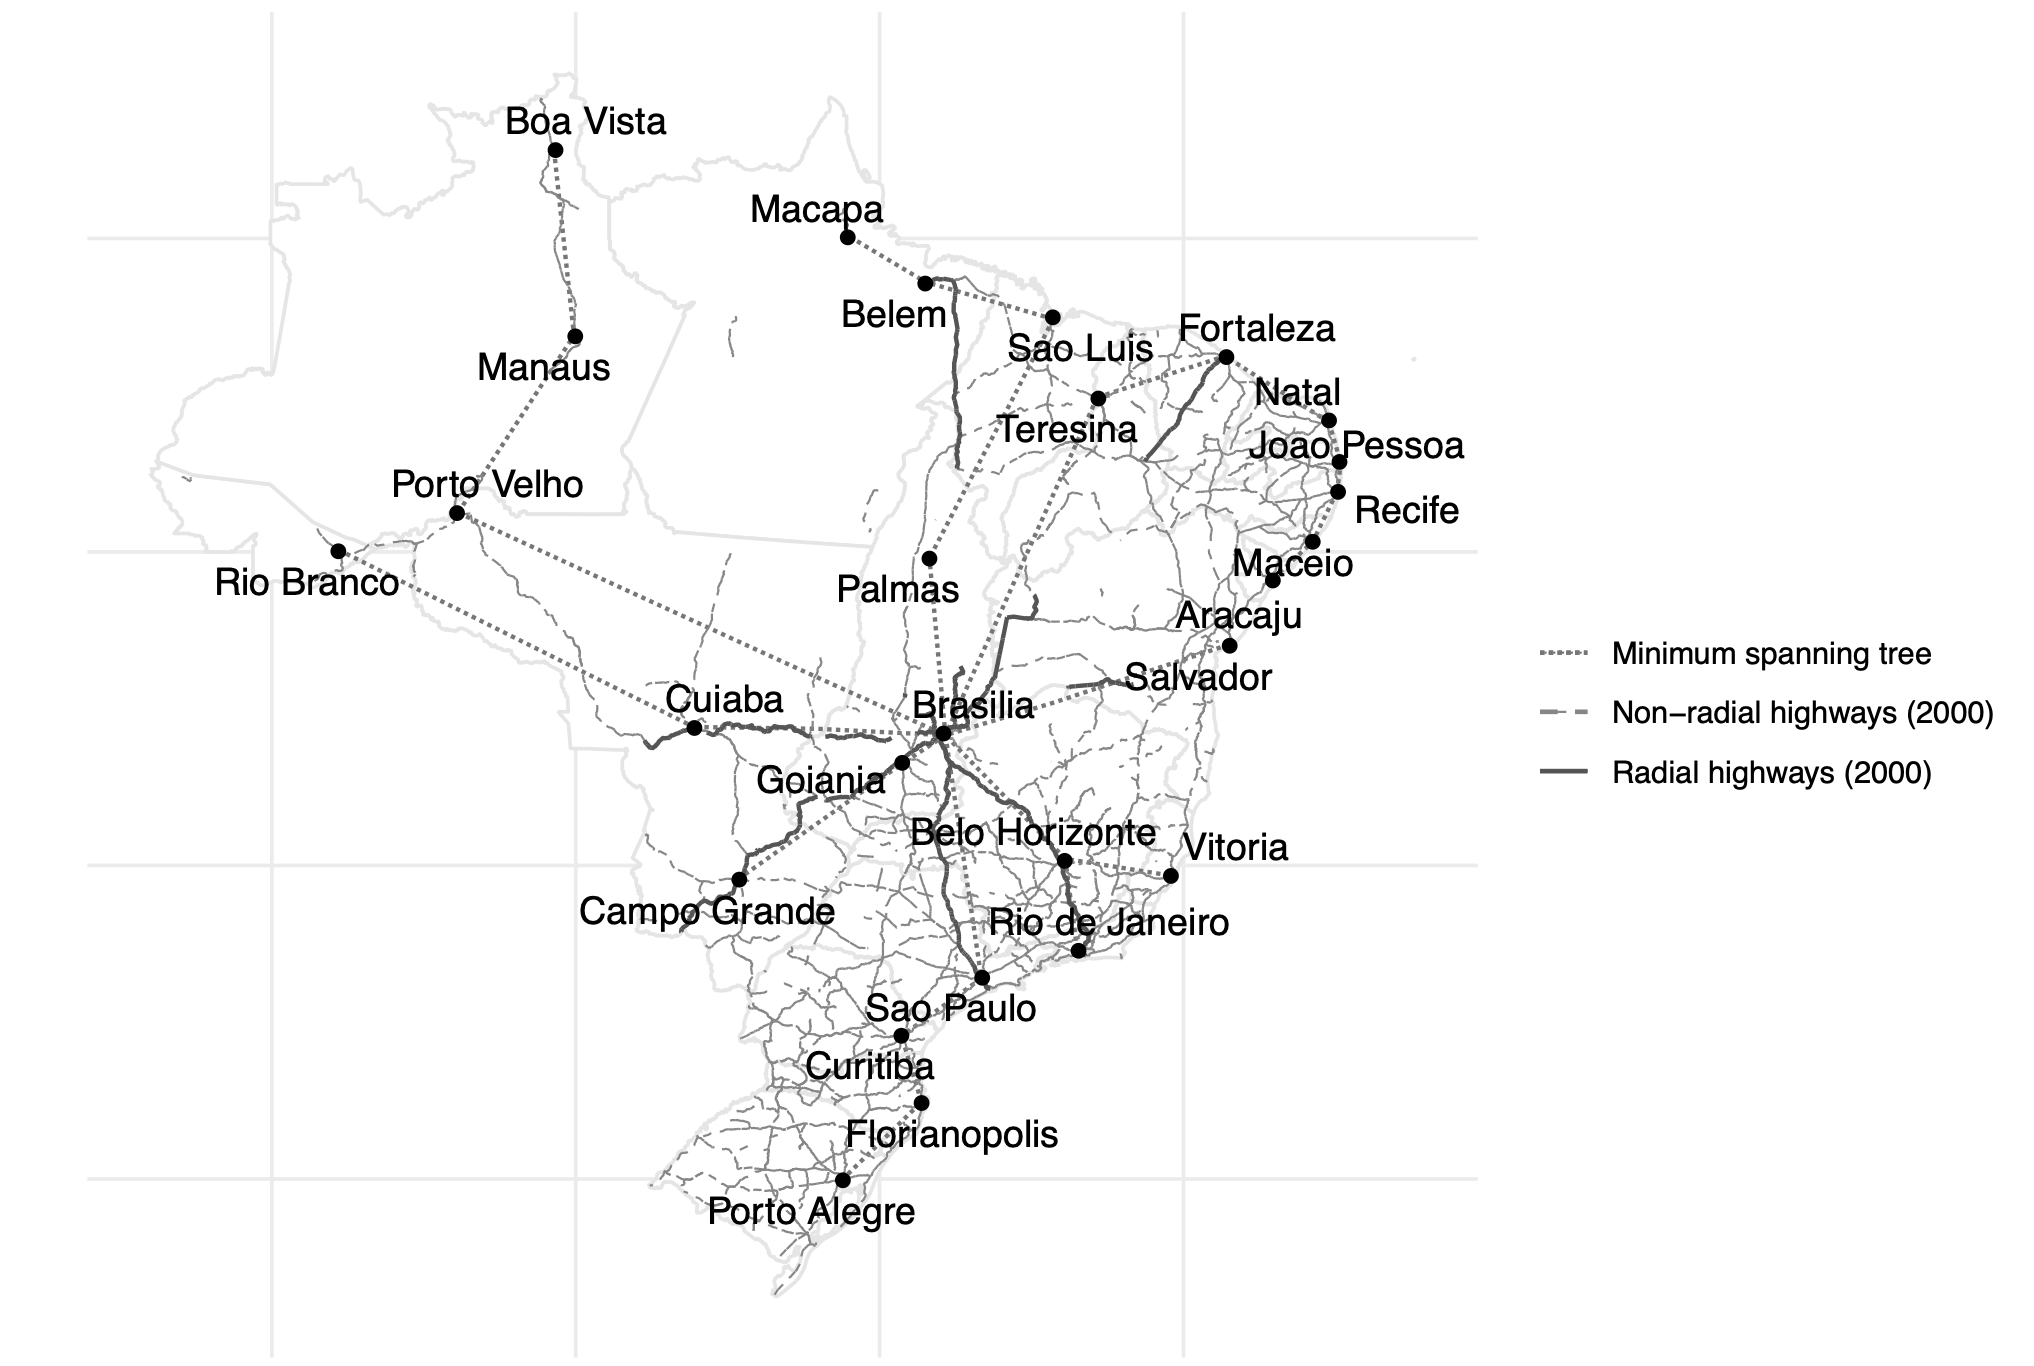 Boa Vista
Macapa
Belem
Sao Luis
Fortaleza
Manaus
Natal
Teresina
Joao Pessoa
Porto Velho
Recife
Maceio
Rio Branco
Palmas
Aracaju
Salvador
Cuiaba
Brasilia
Goiania
Belo Horizonte
Vitoria
Campo Grande
Rio de Janeiro
Sao Paulo
Curitiba
Florianopolis
Porto Alegre
Minimum spanning tree
Non−radial highways (2000)
Radial highways (2000)